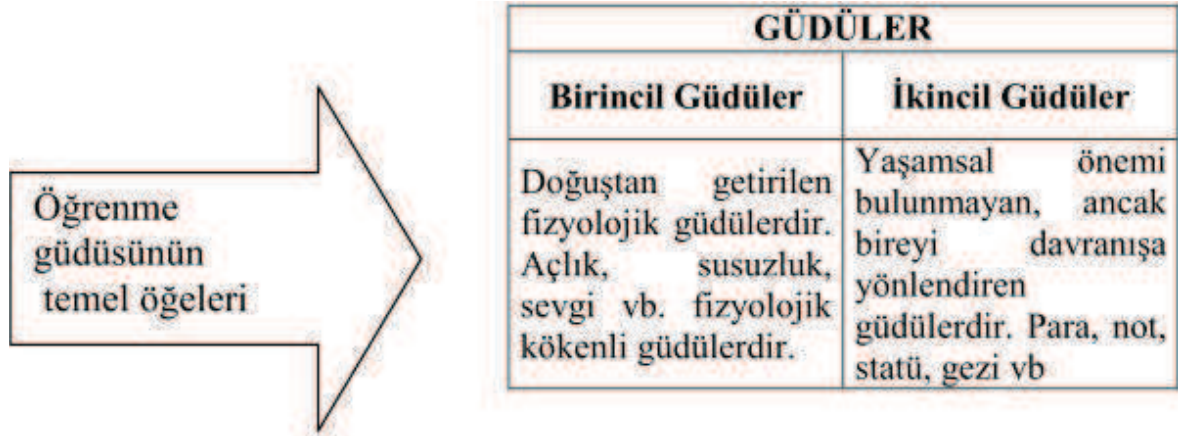 Öğrenme
güdüsünün
temel öğeleri
GÜDÜLER
Birincil Güdüler
İkincil Güdüler
Doğuştan getirilen
fizyolojik güdülerdir.
Açlık, susuzluk,
sevgi vb. fizyolojik
kökenli güdülerdir.
Yaşamsal önemi
bulunmayan, ancak
bireyi davranışa
yönlendiren
güdülerdir. Para, not,
statü, gezi vb